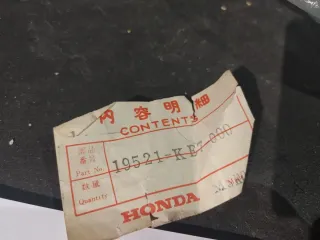 内容明細
CONTENTS
部品番号
Part No.
19521-KE7-000
数量
Quantity
HONDA